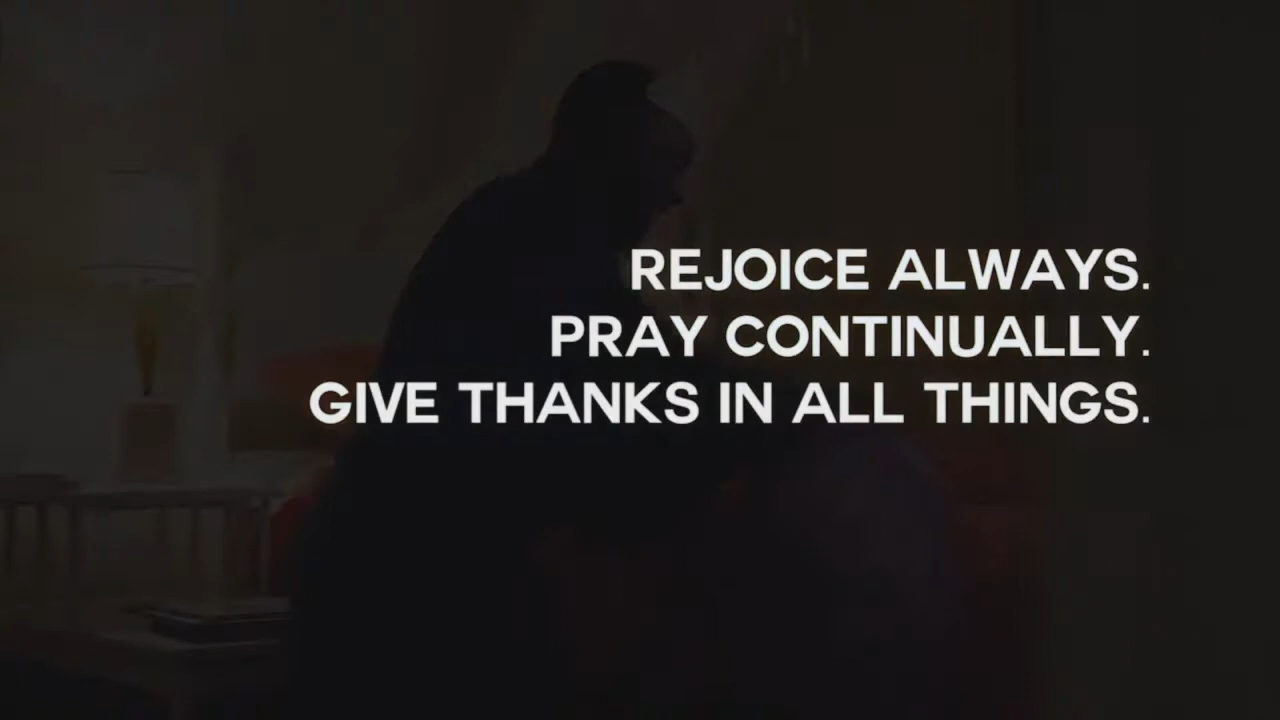 REJOICE ALWAYS.
PRAY CONTINUALLY.
GIVE THANKS IN ALL THINGS.